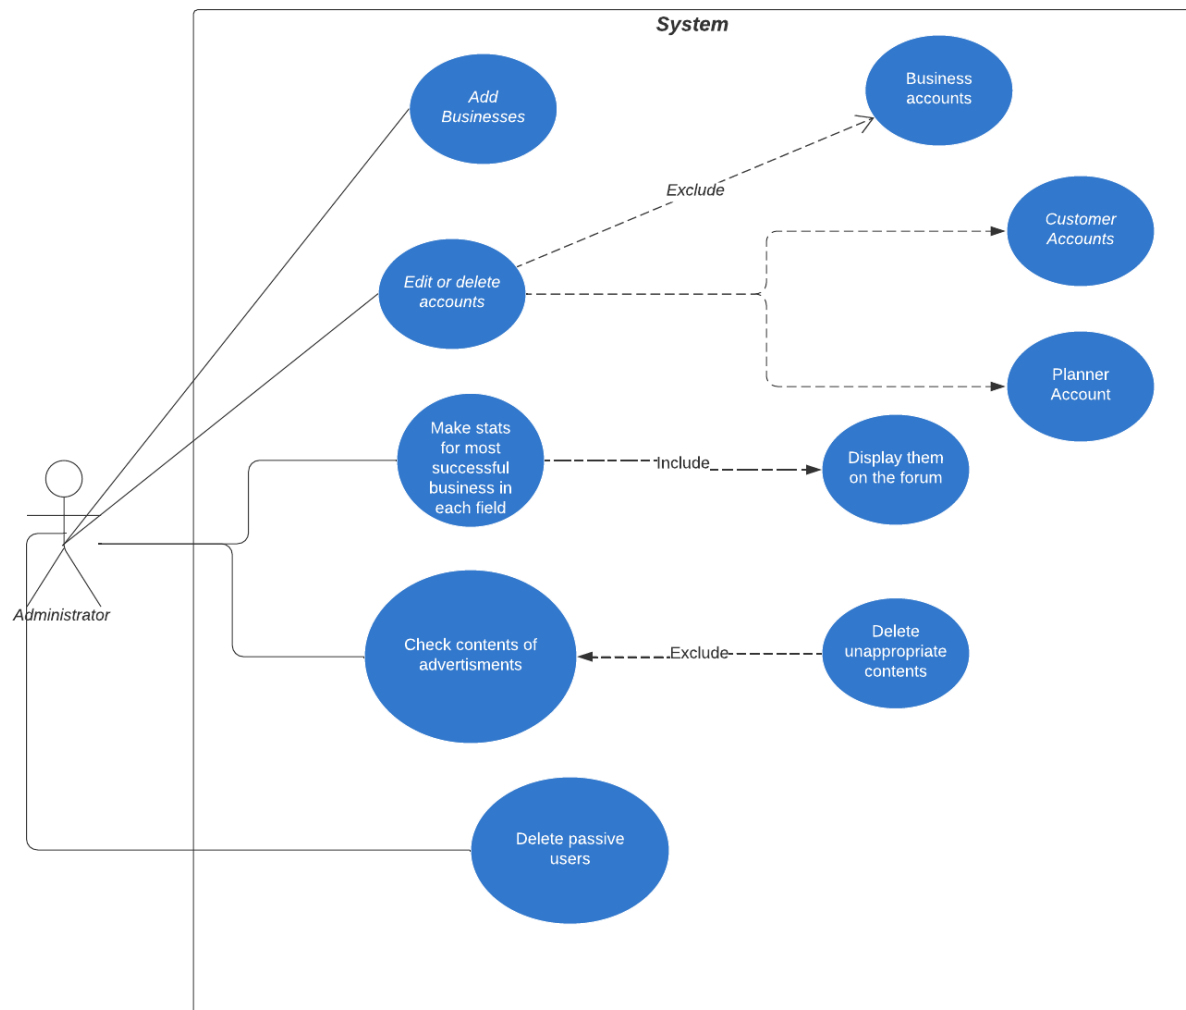 System
Add
Businesses
Business
accounts
Exclude
Customer
Accounts
Edit or delete
accounts
Planner
Account
Make stats
for most
successful
business in
each field
Include
Display them
on the forum
Administrator
Check contents of
advertisments
Exclude
Delete
unappropriate
contents
Delete passive
users